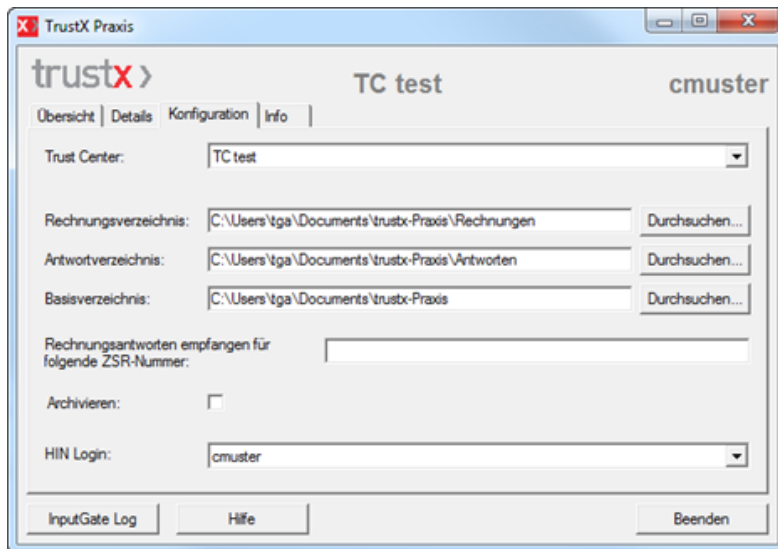 TrustX Praxis
trustx
TC test
cmuster
Übersicht
Details
Konfiguration
Info
Trust Center:
TC test
Rechnungsverzeichnis:
C:\Users\tga\Documents\trustx-Praxis\Rechnungen
Durchsuchen...
Antwortverzeichnis:
C:\Users\tga\Documents\trustx-Praxis\Antworten
Durchsuchen...
Basisverzeichnis:
C:\Users\tga\Documents\trustx-Praxis
Durchsuchen...
Rechnungsantworten empfangen für
folgende ZSR-Nummer:
Archivieren:
HIN Login:
cmuster
InputGate Log
Hilfe
Beenden